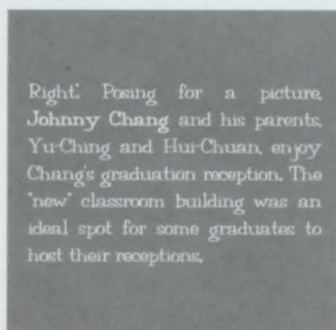 Right: Posing for a picture,
Johnny Chang and his parents,
Yu-Ching and Hui-Chuan, enjoy
Chang's graduation reception. The
"new" classroom building was an
ideal spot for some graduates to
host their receptions.